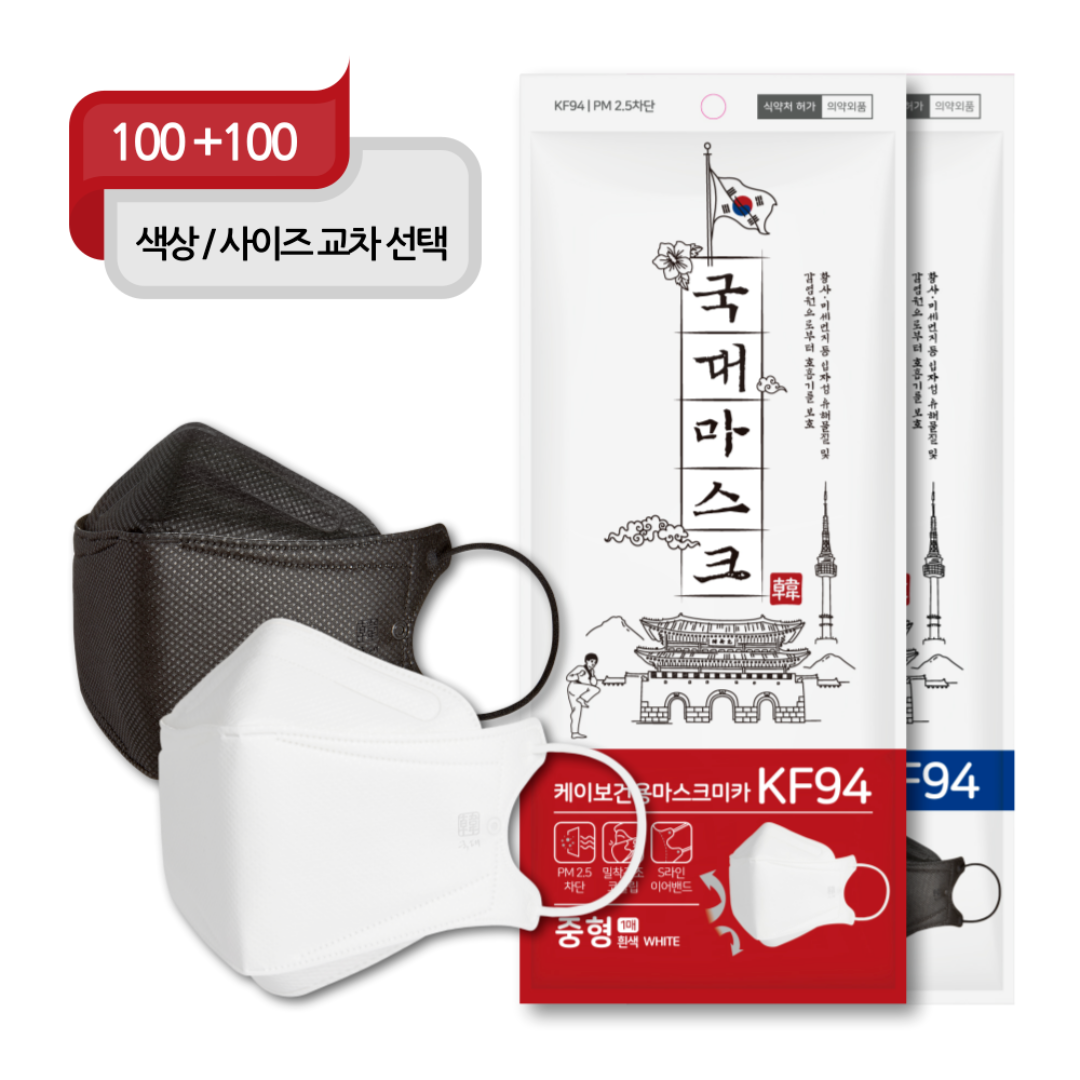 100+100
색상 / 사이즈 교차 선택
KF94 | PM 2.5차단
식약처 허가 의약외품
허가 의약외품
국대마스크
황사·미세먼지 등 입자성 유해물질 및
감염원으로부터 호흡기를 보호
황사·미세먼지 등 입자성 유해물질 및
감염원으로부터 호흡기를 보호
韓
케이보건용마스크미카 KF94
F94
PM 2.5
차단
밀착
S라인
이어밴드
중형 1매
흰색 WHITE